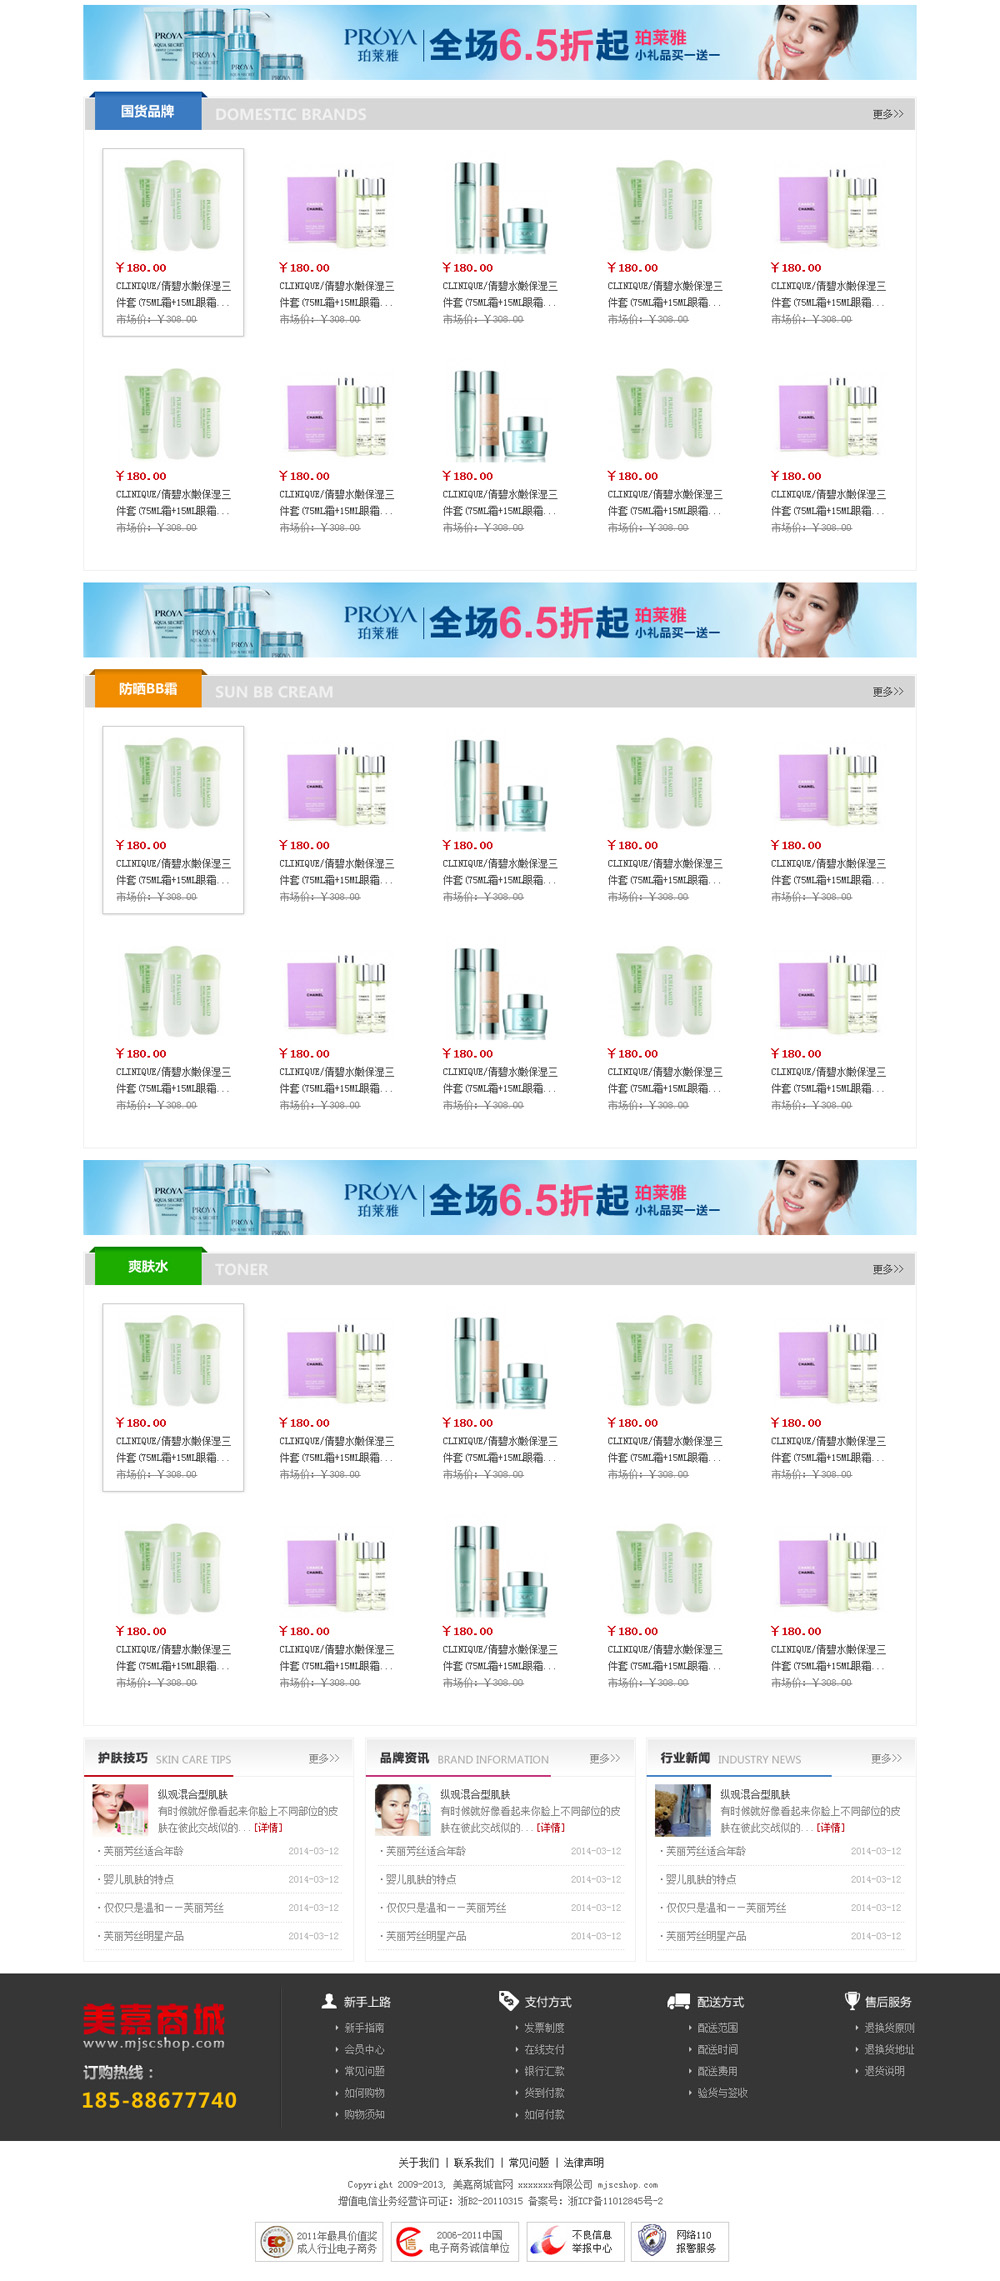 PRŌYA
珀莱雅
全场6.5折起
珀莱雅
小礼品买一送一
国货品牌
DOMESTIC BRANDS
更多>>
￥180.00 ￥180.00 ￥180.00 ￥180.00 ￥180.00
CLINIQUE/倩碧水嫩保湿三 CLINIQUE/倩碧水嫩保湿三 CLINIQUE/倩碧水嫩保湿三 CLINIQUE/倩碧水嫩保湿三 CLINIQUE/倩碧水嫩保湿三
件套(75ML霜+15ML眼霜... 件套(75ML霜+15ML眼霜... 件套(75ML霜+15ML眼霜... 件套(75ML霜+15ML眼霜... 件套(75ML霜+15ML眼霜...
市场价：￥308.00 市场价：￥308.00 市场价：￥308.00 市场价：￥308.00 市场价：￥308.00
￥180.00 ￥180.00 ￥180.00 ￥180.00 ￥180.00
CLINIQUE/倩碧水嫩保湿三 CLINIQUE/倩碧水嫩保湿三 CLINIQUE/倩碧水嫩保湿三 CLINIQUE/倩碧水嫩保湿三 CLINIQUE/倩碧水嫩保湿三
件套(75ML霜+15ML眼霜... 件套(75ML霜+15ML眼霜... 件套(75ML霜+15ML眼霜... 件套(75ML霜+15ML眼霜... 件套(75ML霜+15ML眼霜...
市场价：￥308.00 市场价：￥308.00 市场价：￥308.00 市场价：￥308.00 市场价：￥308.00
PRŌYA
珀莱雅
全场6.5折起
珀莱雅
小礼品买一送一
防晒BB霜
SUN BB CREAM
更多>>
￥180.00 ￥180.00 ￥180.00 ￥180.00 ￥180.00
CLINIQUE/倩碧水嫩保湿三 CLINIQUE/倩碧水嫩保湿三 CLINIQUE/倩碧水嫩保湿三 CLINIQUE/倩碧水嫩保湿三 CLINIQUE/倩碧水嫩保湿三
件套(75ML霜+15ML眼霜... 件套(75ML霜+15ML眼霜... 件套(75ML霜+15ML眼霜... 件套(75ML霜+15ML眼霜... 件套(75ML霜+15ML眼霜...
市场价：￥308.00 市场价：￥308.00 市场价：￥308.00 市场价：￥308.00 市场价：￥308.00
￥180.00 ￥180.00 ￥180.00 ￥180.00 ￥180.00
CLINIQUE/倩碧水嫩保湿三 CLINIQUE/倩碧水嫩保湿三 CLINIQUE/倩碧水嫩保湿三 CLINIQUE/倩碧水嫩保湿三 CLINIQUE/倩碧水嫩保湿三
件套(75ML霜+15ML眼霜... 件套(75ML霜+15ML眼霜... 件套(75ML霜+15ML眼霜... 件套(75ML霜+15ML眼霜... 件套(75ML霜+15ML眼霜...
市场价：￥308.00 市场价：￥308.00 市场价：￥308.00 市场价：￥308.00 市场价：￥308.00
PRŌYA
珀莱雅
全场6.5折起
珀莱雅
小礼品买一送一
爽肤水
TONER
更多>>
￥180.00 ￥180.00 ￥180.00 ￥180.00 ￥180.00
CLINIQUE/倩碧水嫩保湿三 CLINIQUE/倩碧水嫩保湿三 CLINIQUE/倩碧水嫩保湿三 CLINIQUE/倩碧水嫩保湿三 CLINIQUE/倩碧水嫩保湿三
件套(75ML霜+15ML眼霜... 件套(75ML霜+15ML眼霜... 件套(75ML霜+15ML眼霜... 件套(75ML霜+15ML眼霜... 件套(75ML霜+15ML眼霜...
市场价：￥308.00 市场价：￥308.00 市场价：￥308.00 市场价：￥308.00 市场价：￥308.00
￥180.00 ￥180.00 ￥180.00 ￥180.00 ￥180.00
CLINIQUE/倩碧水嫩保湿三 CLINIQUE/倩碧水嫩保湿三 CLINIQUE/倩碧水嫩保湿三 CLINIQUE/倩碧水嫩保湿三 CLINIQUE/倩碧水嫩保湿三
件套(75ML霜+15ML眼霜... 件套(75ML霜+15ML眼霜... 件套(75ML霜+15ML眼霜... 件套(75ML霜+15ML眼霜... 件套(75ML霜+15ML眼霜...
市场价：￥308.00 市场价：￥308.00 市场价：￥308.00 市场价：￥308.00 市场价：￥308.00
护肤技巧 SKIN CARE TIPS 更多>>
纵观混合型肌肤
有时候就好像看起来你脸上不同部位的皮
肤在彼此交战似的...[详情]
·芙丽芳丝适合年龄 2014-03-12
·婴儿肌肤的特点 2014-03-12
·仅仅只是温和——芙丽芳丝 2014-03-12
·芙丽芳丝明星产品 2014-03-12
品牌资讯 BRAND INFORMATION 更多>>
纵观混合型肌肤
有时候就好像看起来你脸上不同部位的皮
肤在彼此交战似的...[详情]
·芙丽芳丝适合年龄 2014-03-12
·婴儿肌肤的特点 2014-03-12
·仅仅只是温和——芙丽芳丝 2014-03-12
·芙丽芳丝明星产品 2014-03-12
行业新闻 INDUSTRY NEWS 更多>>
纵观混合型肌肤
有时候就好像看起来你脸上不同部位的皮
肤在彼此交战似的...[详情]
·芙丽芳丝适合年龄 2014-03-12
·婴儿肌肤的特点 2014-03-12
·仅仅只是温和——芙丽芳丝 2014-03-12
·芙丽芳丝明星产品 2014-03-12
美嘉商城
www.mjscshop.com
订购热线：
185-88677740
新手上路
新手指南
会员中心
常见问题
如何购物
购物须知
支付方式
发票制度
在线支付
银行汇款
货到付款
如何付款
配送方式
配送范围
配送时间
配送费用
验货与签收
售后服务
退换货原则
退换货地址
退货说明
关于我们 | 联系我们 | 常见问题 | 法律声明
Copyright 2009-2013, 美嘉商城官网 xxxxxxx有限公司 mjscshop.com
增值电信业务经营许可证：浙B2-20110315 备案号：浙ICP备11012845号-2
2011年最具价值奖
成人行业电子商务
2006-2011中国
电子商务诚信单位
不良信息
举报中心
网络110
报警服务